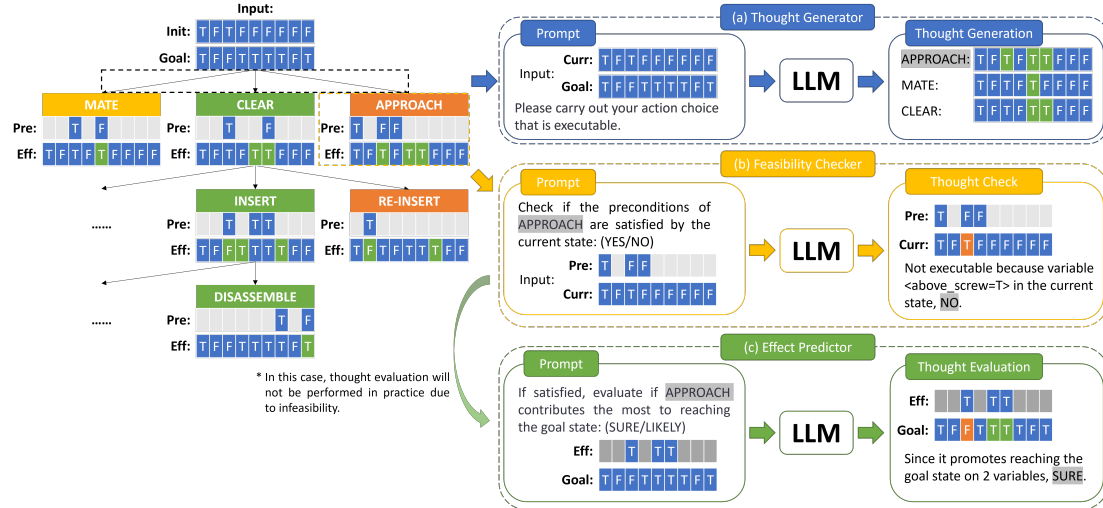 Input:
Init: T F T F F F F F F
Goal: T F F T T T T F T
MATE
Pre: T F
Eff: T F T F T F F F F
CLEAR
Pre: T F
Eff: T F T F T T F F F
APPROACH
Pre: T F F
Eff: T F T F T T F F F
......
INSERT
Pre: T T T
Eff: T F F T T T T F F
RE-INSERT
Pre: T
......
DISASSEMBLE
Pre: T F
Eff: T F F T T T T F T
* In this case, thought evaluation will
not be performed in practice due
to infeasibility.
(a) Thought Generator
Prompt
Curr: T F T F F F F F F
Input:
Goal: T F F T T T T F T
Please carry out your action choice
that is executable.
LLM
Thought Generation
APPROACH: T F T F T T F F F
MATE: T F T F T F F F F
CLEAR: T F T F T T F F F
(b) Feasibility Checker
Prompt
Check if the preconditions of
APPROACH are satisfied by the
current state: (YES/NO)
Pre: T F F
Input:
Curr: T F T F F F F F F
LLM
Thought Check
Pre: T F F
Curr: T F T F F F F F F
Not executable because variable
<above_screw=T> in the current
state, NO.
(c) Effect Predictor
Prompt
If satisfied, evaluate if APPROACH
contributes the most to reaching
the goal state: (SURE/LIKELY)
Eff: T T T
Goal: T F F T T T T F T
LLM
Thought Evaluation
Eff: T T T
Goal: T F F T T T T F T
Since it promotes reaching the
goal state on 2 variables, SURE.